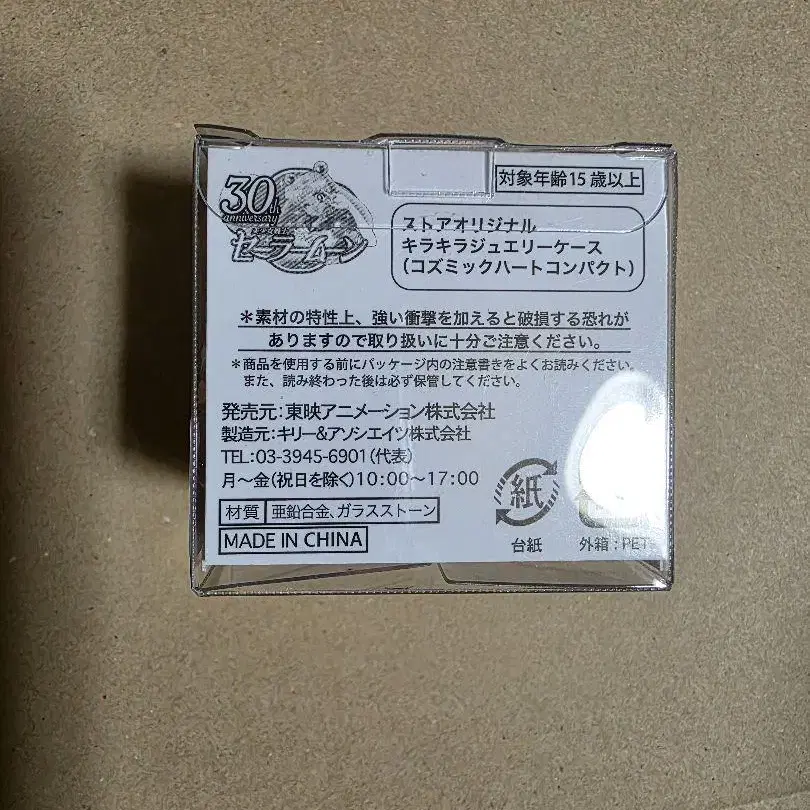 30th
anniversary
セーラームーン
対象年齢15歳以上
ストアオリジナル
キラキラジュエリーケース
(コズミックハートコンパクト)
＊素材の特性上、強い衝撃を加えると破損する恐れが
ありますので取り扱いに十分ご注意ください。
＊商品を使用する前にパッケージ内の注意書きをよくお読みください。
また、読み終わった後は必ず保管してください。
発売元:東映アニメーション株式会社
製造元:キリー&アソシエイツ株式会社
TEL:03-3945-6901(代表)
月〜金(祝日を除く)10:00〜17:00
材質 亜鉛合金、ガラスストーン
MADE IN CHINA
紙
台紙
外箱:PET